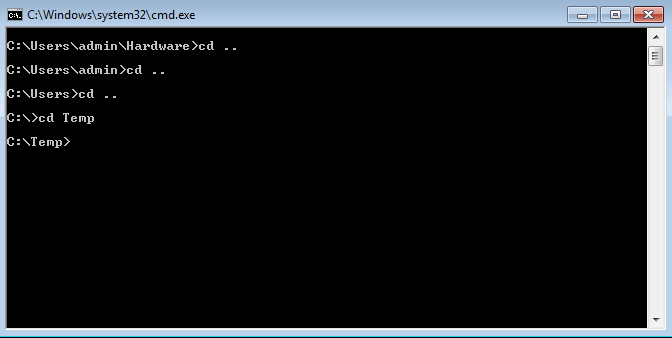 C:\Windows\system32\cmd.exe
C:\Users\admin\Hardware>cd ..
C:\Users\admin>cd ..
C:\Users>cd ..
C:\>cd Temp
C:\Temp>